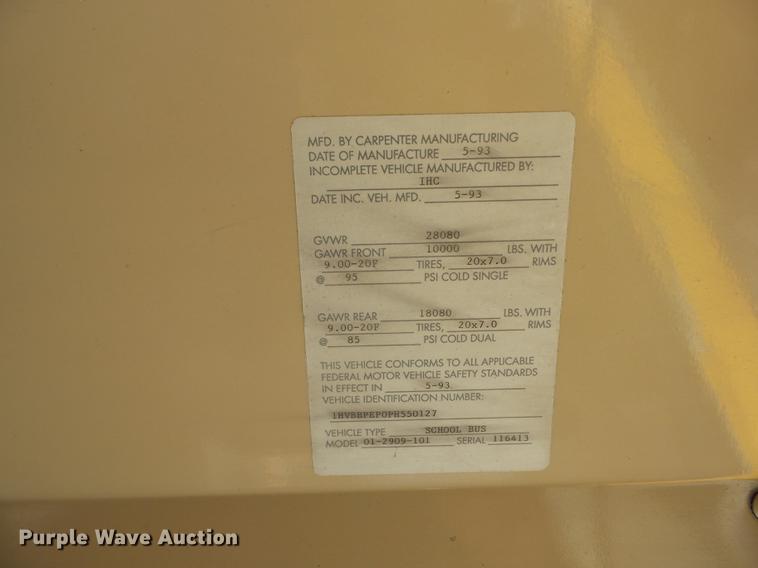 MFD. BY CARPENTER MANUFACTURING
DATE OF MANUFACTURE 5-93
INCOMPLETE VEHICLE MANUFACTURED BY:
IHC
DATE INC. VEH. MFD. 5-93
GVWR 28080
GAWR FRONT 10000 LBS. WITH
9.00-20F TIRES, 20x7.0 RIMS
@ 95 PSI COLD SINGLE
GAWR REAR 18080 LBS. WITH
9.00-20F TIRES, 20x7.0 RIMS
@ 85 PSI COLD DUAL
THIS VEHICLE CONFORMS TO ALL APPLICABLE
FEDERAL MOTOR VEHICLE SAFETY STANDARDS
IN EFFECT IN 5-93
VEHICLE IDENTIFICATION NUMBER:
1HVBBPEP0PH550127
VEHICLE TYPE SCHOOL BUS
MODEL 01-2909-101 SERIAL 116413
Purple Wave Auction